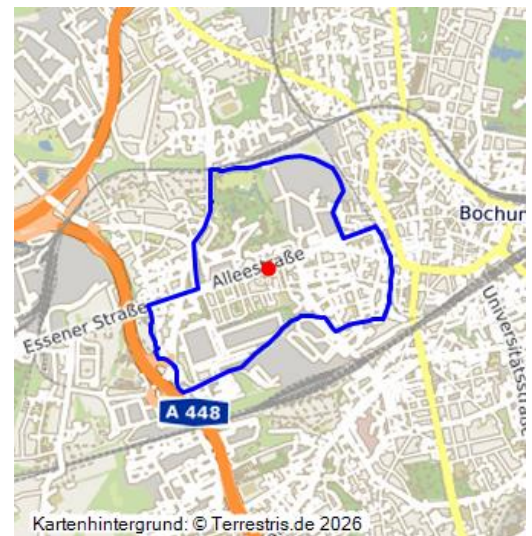 Bochum
Alleestraße
Essener Straße
Universitätsstraße
A 448
Kartenhintergrund: © Terrestris.de 2026